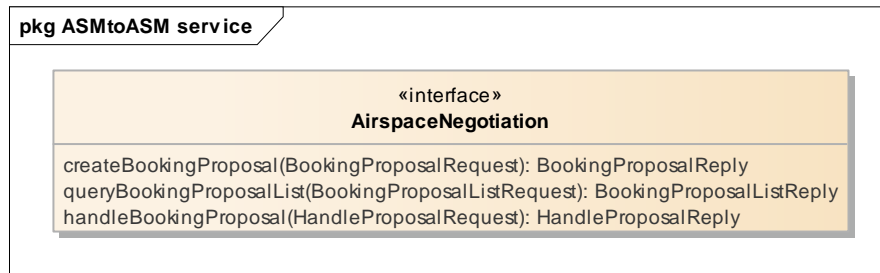 pkg ASMtoASM service
«interface»
AirspaceNegotiation
createBookingProposal(BookingProposalRequest): BookingProposalReply
queryBookingProposalList(BookingProposalListRequest): BookingProposalListReply
handleBookingProposal(HandleProposalRequest): HandleProposalReply